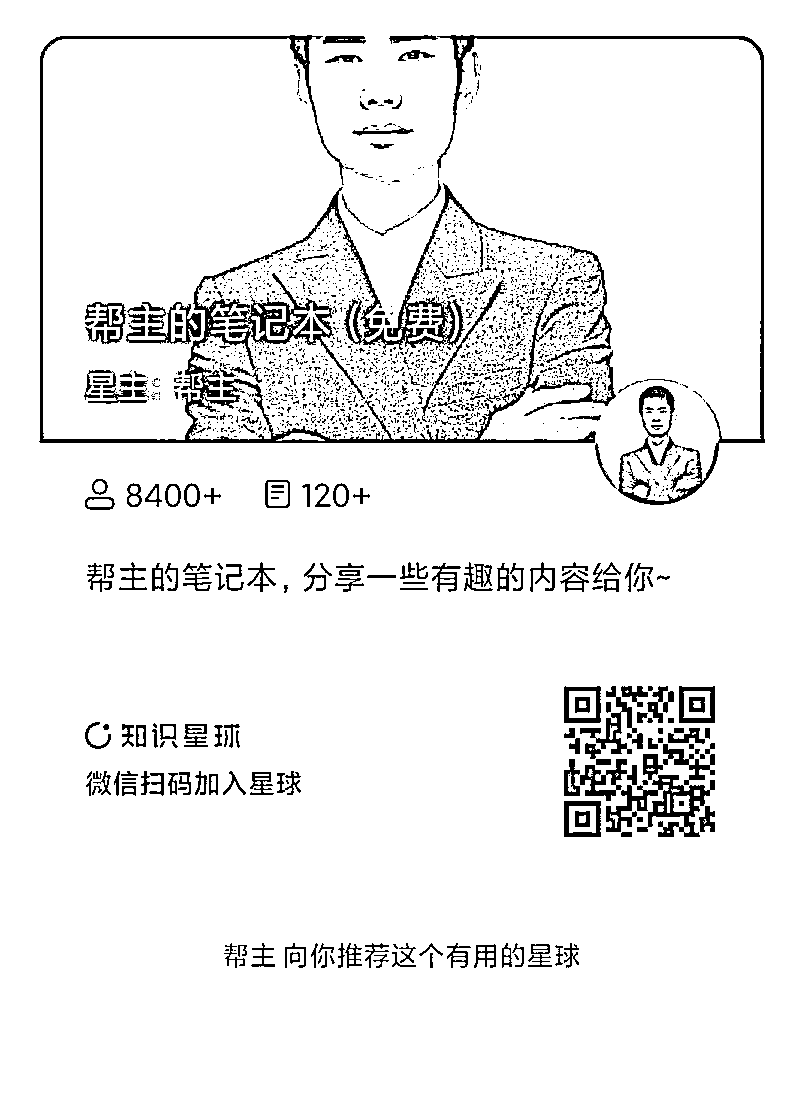 帮主的笔记本（免费）
星主：帮主
8400+ 120+
帮主的笔记本，分享一些有趣的内容给你~
知识星球
微信扫码加入星球
帮主 向你推荐这个有用的星球